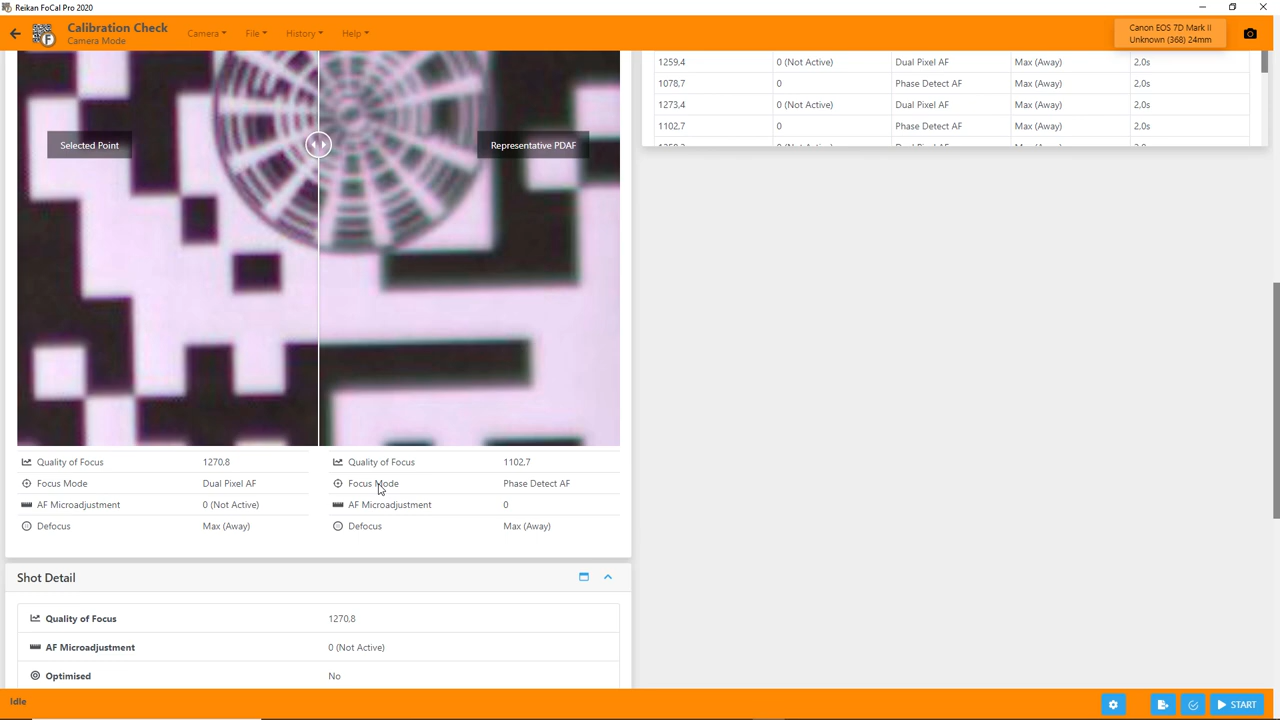 Reikan FoCal Pro 2020
Calibration Check
Camera Mode
Camera File History Help
Canon EOS 7D Mark II
Unknown (368) 24mm
1259.4 0 (Not Active) Dual Pixel AF Max (Away) 2.0s
1078.7 0 Phase Detect AF Max (Away) 2.0s
1273.4 0 (Not Active) Dual Pixel AF Max (Away) 2.0s
1102.7 0 Phase Detect AF Max (Away) 2.0s
Selected Point
Representative PDAF
Quality of Focus 1270.8
Focus Mode Dual Pixel AF
AF Microadjustment 0 (Not Active)
Defocus Max (Away)
Quality of Focus 1102.7
Focus Mode Phase Detect AF
AF Microadjustment 0
Defocus Max (Away)
Shot Detail
Quality of Focus 1270.8
AF Microadjustment 0 (Not Active)
Optimised No
Idle
START